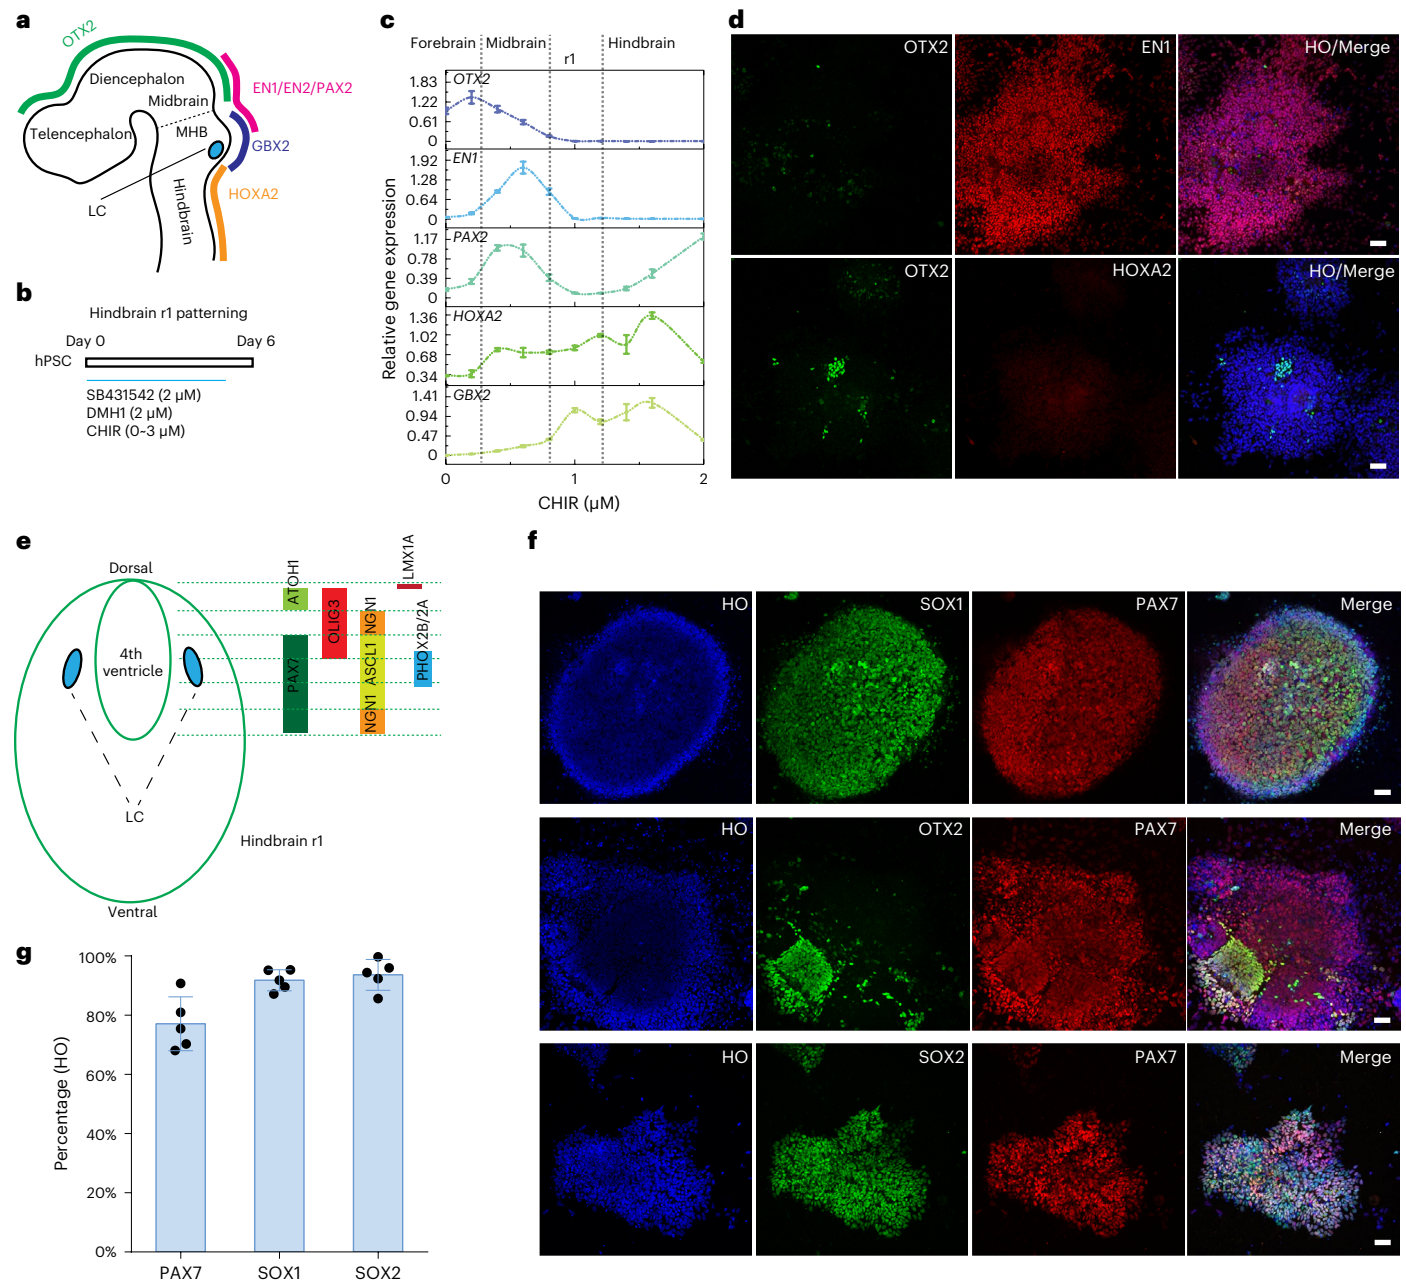 a
OTX2
Diencephalon
EN1/EN2/PAX2
Midbrain
Telencephalon
MHB
GBX2
HOXA2
LC
Hindbrain
b
Hindbrain r1 patterning
Day 0
Day 6
hPSC
SB431542 (2 µM)
DMH1 (2 µM)
CHIR (0~3 µM)
c
Forebrain
Midbrain
r1
Hindbrain
Relative gene expression
OTX2
1.83
1.22
0.61
0
EN1
1.92
1.28
0.64
0
PAX2
1.17
0.78
0.39
0
HOXA2
1.36
1.02
0.68
0.34
GBX2
1.41
0.94
0.47
0
0
1
2
CHIR (µM)
d
OTX2
EN1
HO/Merge
OTX2
HOXA2
HO/Merge
e
Dorsal
4th
ventricle
LC
Hindbrain r1
Ventral
ATOH1
PAX7
OLIG3
NGN1
ASCL1
NGN1
LMX1A
PHOX2B/2A
f
HO
SOX1
PAX7
Merge
HO
OTX2
PAX7
Merge
HO
SOX2
PAX7
Merge
g
Percentage (HO)
100%
80%
60%
40%
20%
0%
PAX7
SOX1
SOX2